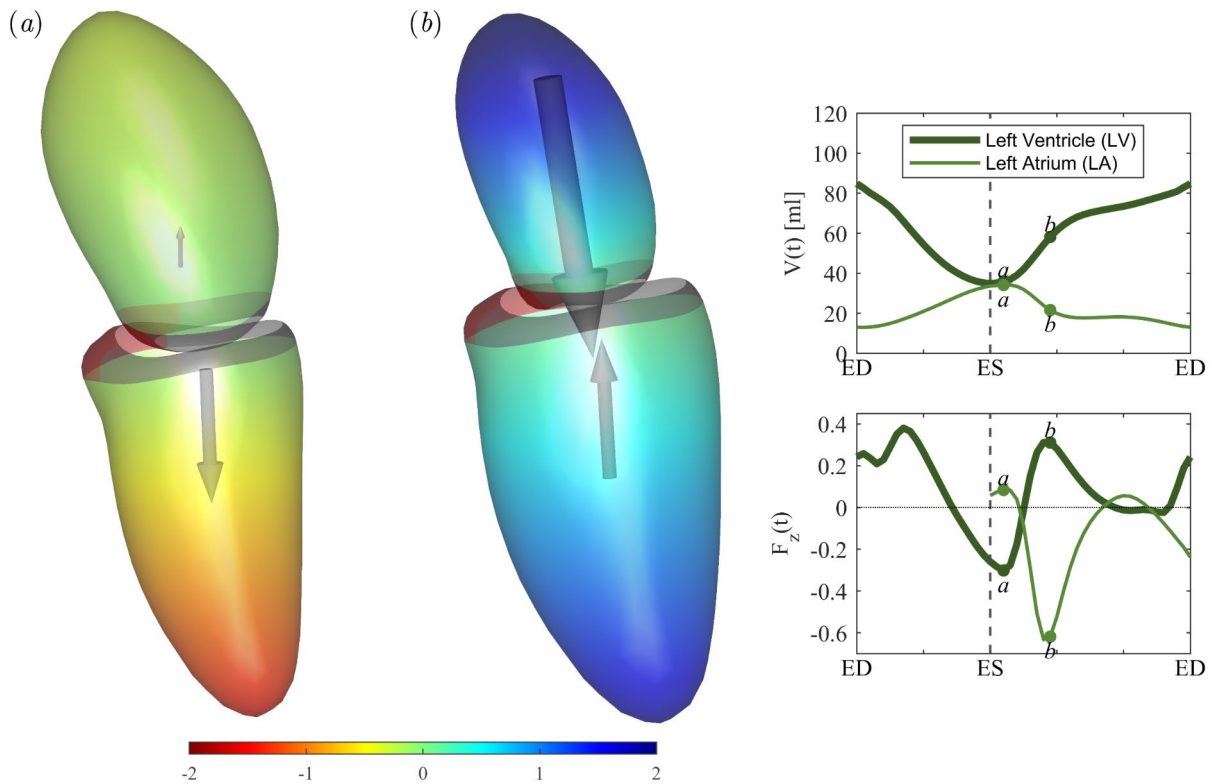 (a)
(b)
-2
-1
0
1
2
120
100
80
60
40
20
0
V(t) [ml]
Left Ventricle (LV)
Left Atrium (LA)
a
a
b
b
ED
ES
ED
0.4
0.2
0
-0.2
-0.4
-0.6
F_z(t)
a
a
b
b
ED
ES
ED